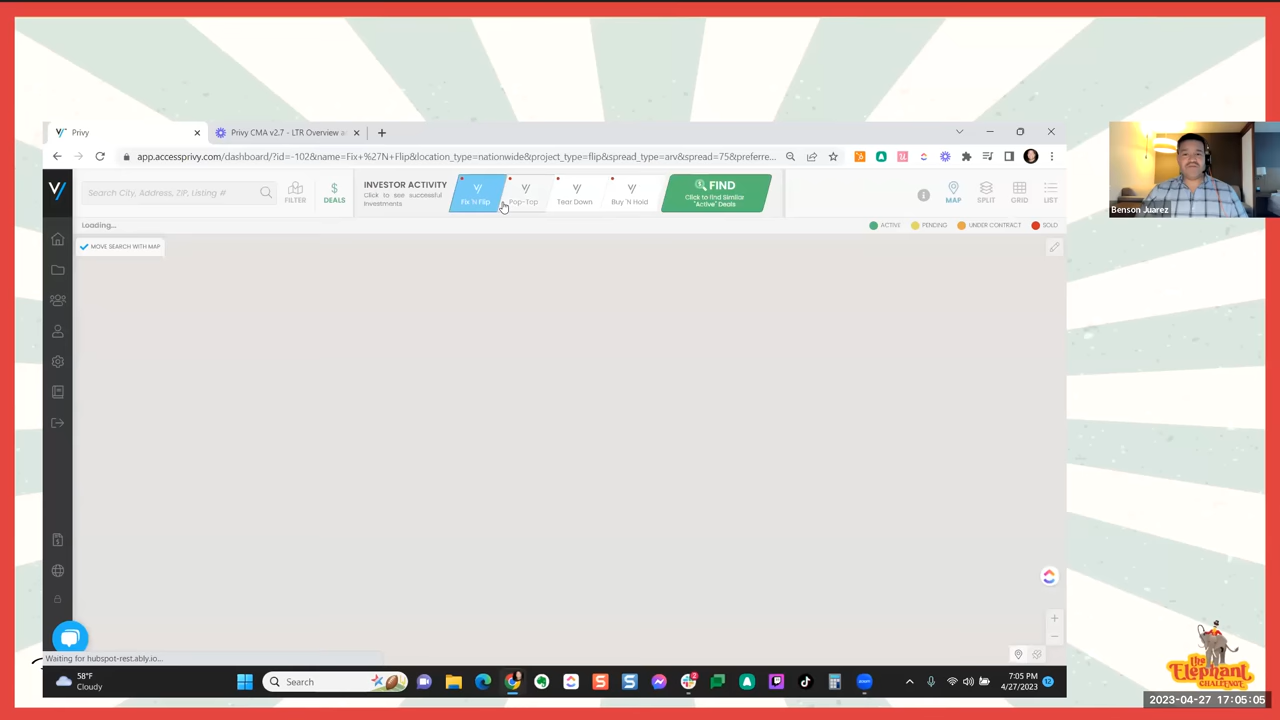 Privy
Privy CMA v2.7 - LTR Overview a
app.accessprivy.com/dashboard/?id=-102&name=Fix+%27N+Flip&location_type=nationwide&project_type=flip&spread_type=arv&spread=75&preferre...
Search City, Address, ZIP, Listing #
FILTER
DEALS
INVESTOR ACTIVITY
Click to see successful
investments
Fix 'N Flip
Pop-Top
Tear Down
Buy 'N Hold
FIND
Click to find Similar
"Active" Deals
MAP
SPLIT
GRID
LIST
Benson Juarez
Loading...
ACTIVE
PENDING
UNDER CONTRACT
SOLD
MOVE SEARCH WITH MAP
Waiting for hubspot-rest.ably.io...
58°F
Cloudy
Search
7:05 PM
4/27/2023
The
Elephant
CHALLENGE
2023-04-27 17:05:05